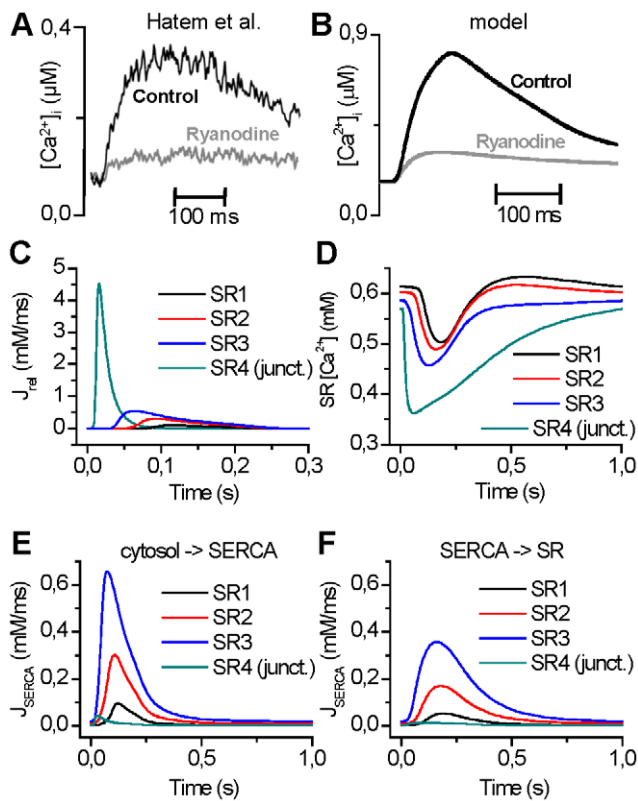 A Hatem et al.
0,4
[Ca²⁺]ᵢ (µM)
0,0
Control
Ryanodine
100 ms
B model
0,9
[Ca²⁺]ᵢ (µM)
0,0
Control
Ryanodine
100 ms
C
5
4
3
2
1
0
J_rel (mM/ms)
SR1
SR2
SR3
SR4 (junct.)
0,0 0,1 0,2 0,3
Time (s)
D
0,6
0,5
0,4
0,3
SR [Ca²⁺] (mM)
SR1
SR2
SR3
SR4 (junct.)
0,0 0,5 1,0
Time (s)
E cytosol -> SERCA
0,6
0,4
0,2
0,0
J_SERCA (mM/ms)
SR1
SR2
SR3
SR4 (junct.)
0,0 0,5 1,0
Time (s)
F SERCA -> SR
0,6
0,4
0,2
0,0
J_SERCA (mM/ms)
SR1
SR2
SR3
SR4 (junct.)
0,0 0,5 1,0
Time (s)